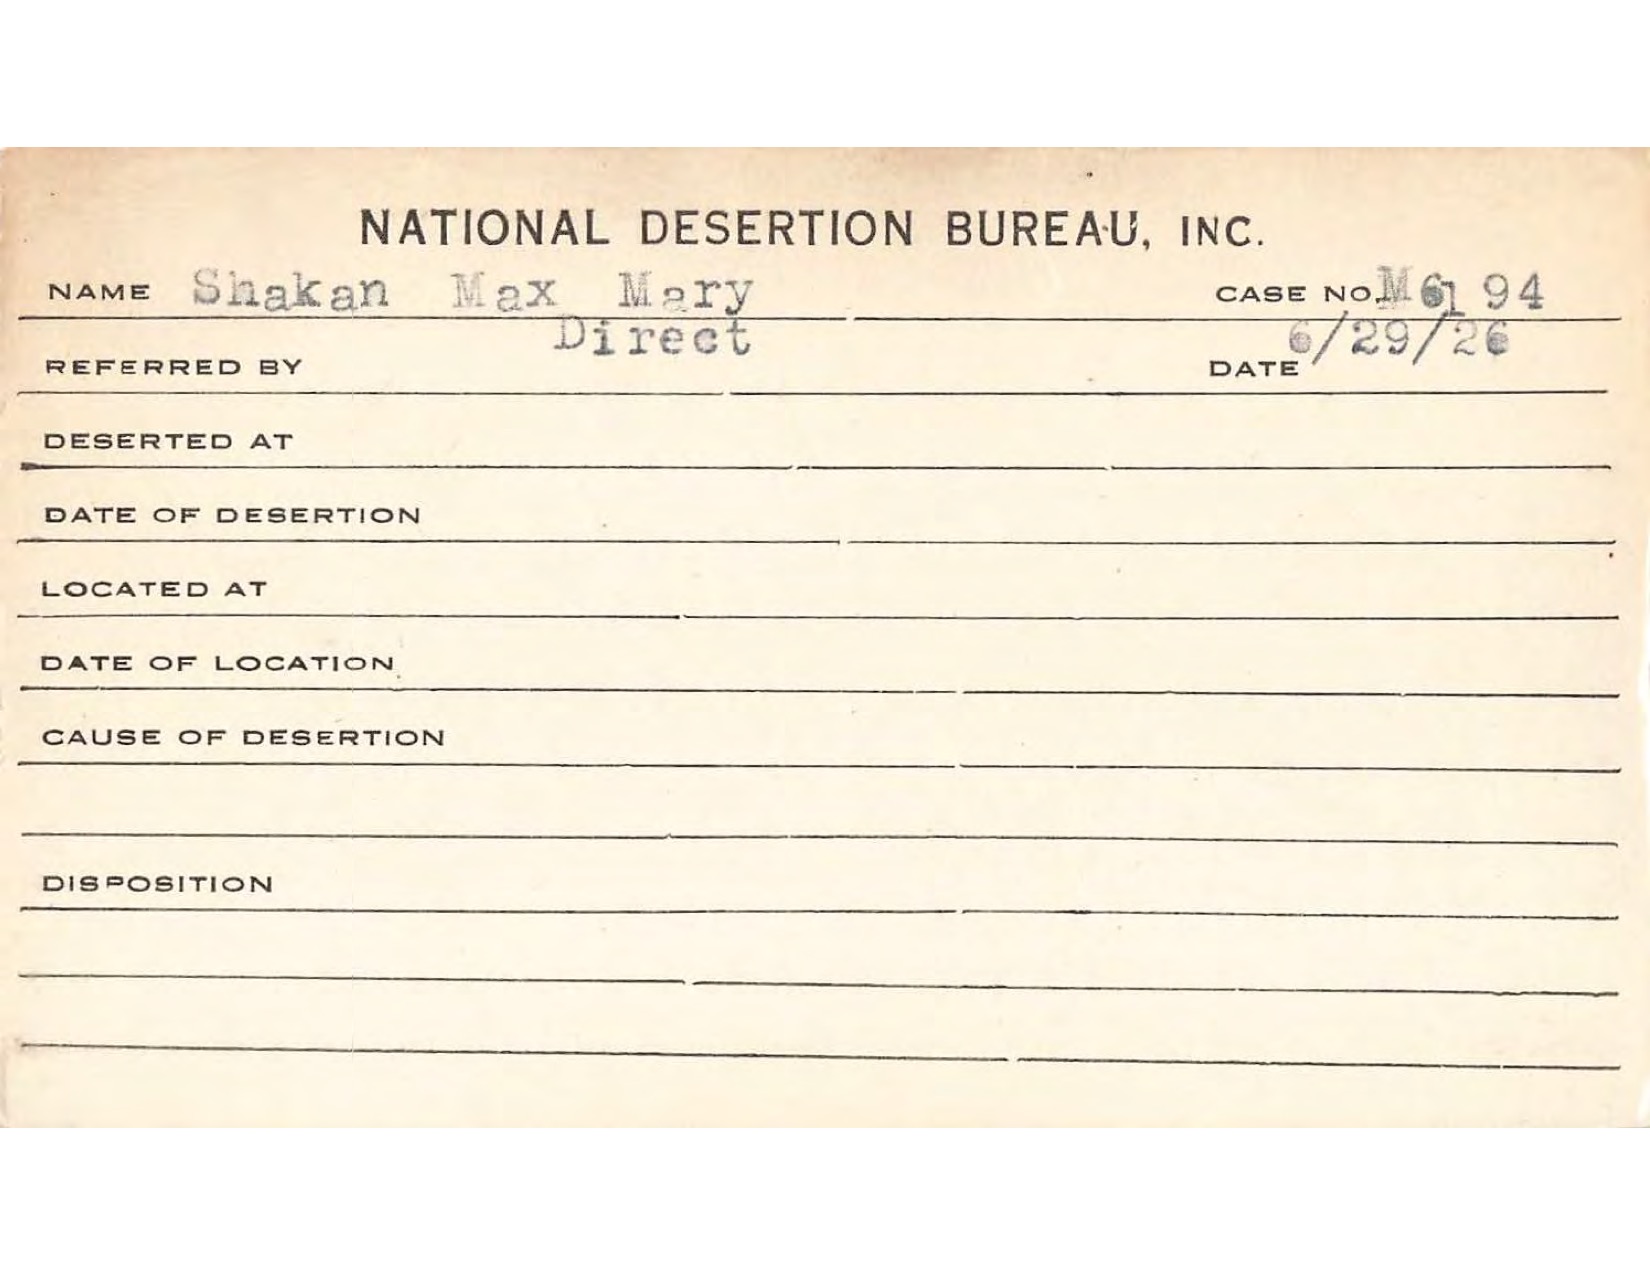 NATIONAL DESERTION BUREAU, INC.
NAME Shakan Max Mary CASE NO. M6194
REFERRED BY Direct DATE 6/29/26
DESERTED AT
DATE OF DESERTION
LOCATED AT
DATE OF LOCATION
CAUSE OF DESERTION
DISPOSITION